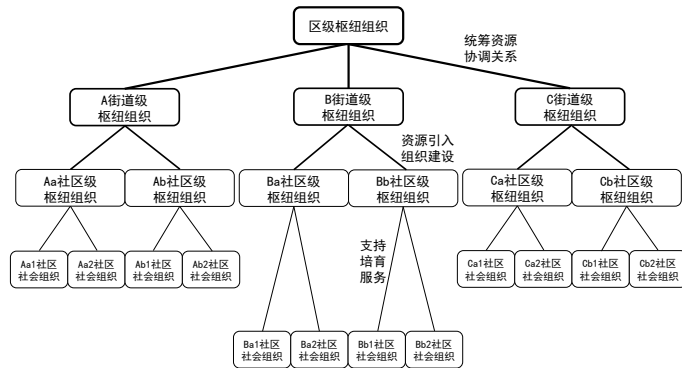 区级枢纽组织
统筹资源
协调关系
A街道级
枢纽组织
B街道级
枢纽组织
C街道级
枢纽组织
资源引入
组织建设
Aa社区级
枢纽组织
Ab社区级
枢纽组织
Ba社区级
枢纽组织
Bb社区级
枢纽组织
Ca社区级
枢纽组织
Cb社区级
枢纽组织
支持
培育
服务
Aa1社区
社会组织
Aa2社区
社会组织
Ab1社区
社会组织
Ab2社区
社会组织
Ca1社区
社会组织
Ca2社区
社会组织
Cb1社区
社会组织
Cb2社区
社会组织
Ba1社区
社会组织
Ba2社区
社会组织
Bb1社区
社会组织
Bb2社区
社会组织